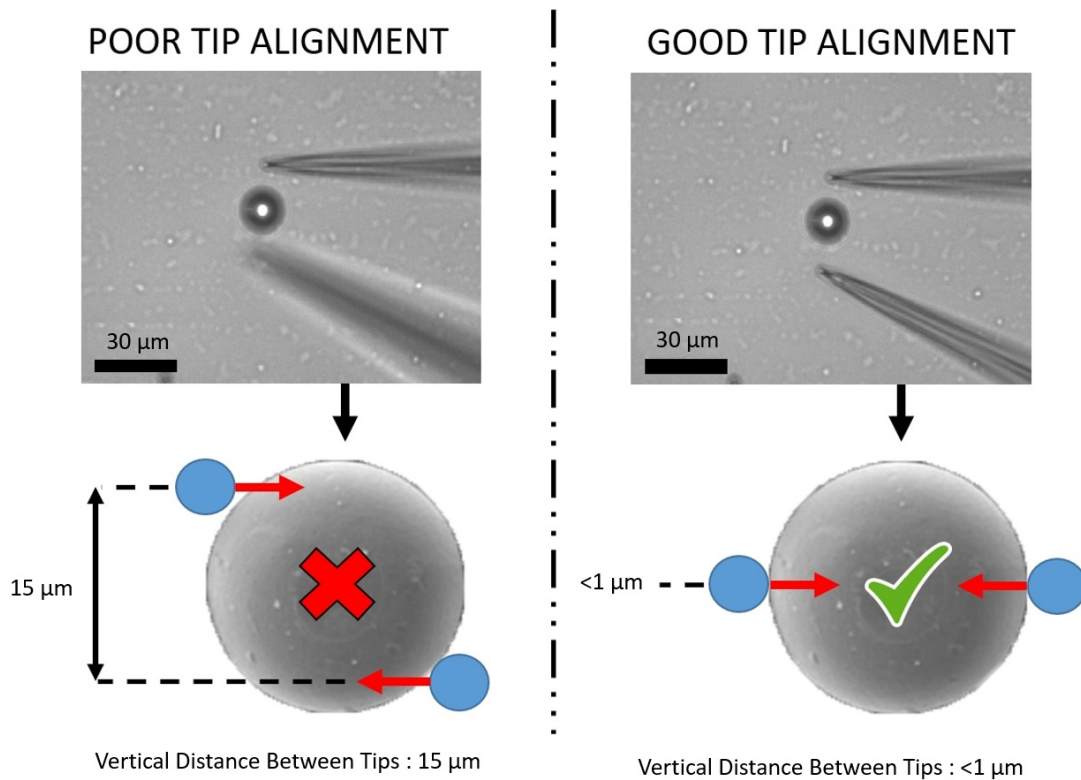 POOR TIP ALIGNMENT
30 µm
15 µm
Vertical Distance Between Tips : 15 µm
GOOD TIP ALIGNMENT
30 µm
<1 µm
Vertical Distance Between Tips : <1 µm